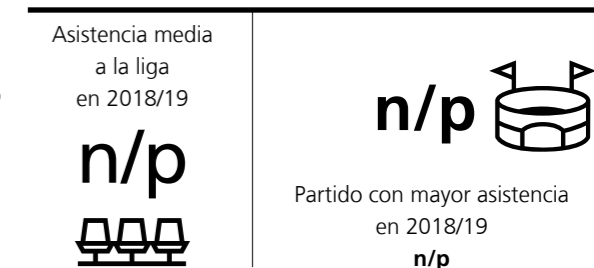 Asistencia media
a la liga
en 2018/19
n/p
n/p
Partido con mayor asistencia
en 2018/19
n/p